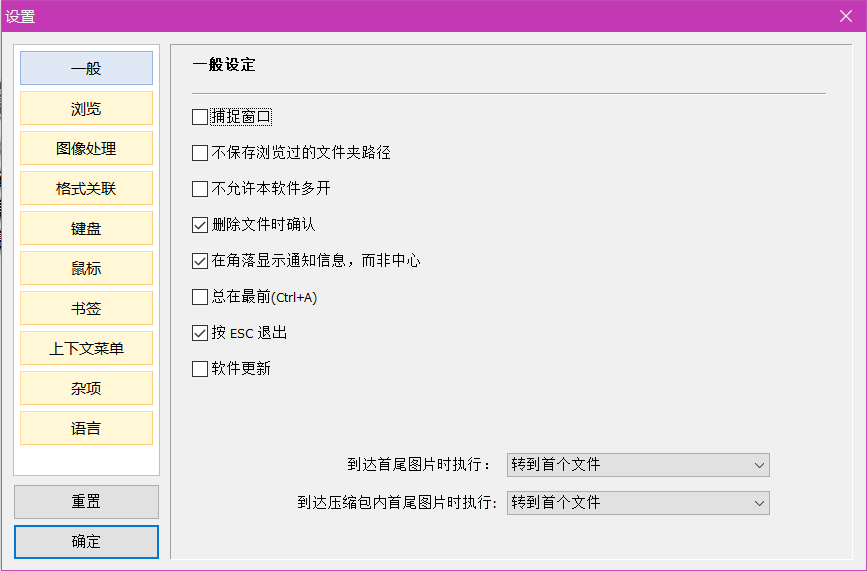 设置
一般
浏览
图像处理
格式关联
键盘
鼠标
书签
上下文菜单
杂项
语言
重置
确定
一般设定
捕捉窗口
不保存浏览过的文件夹路径
不允许本软件多开
删除文件时确认
在角落显示通知信息，而非中心
总在最前(Ctrl+A)
按 ESC 退出
软件更新
到达首尾图片时执行： 转到首个文件
到达压缩包内首尾图片时执行: 转到首个文件